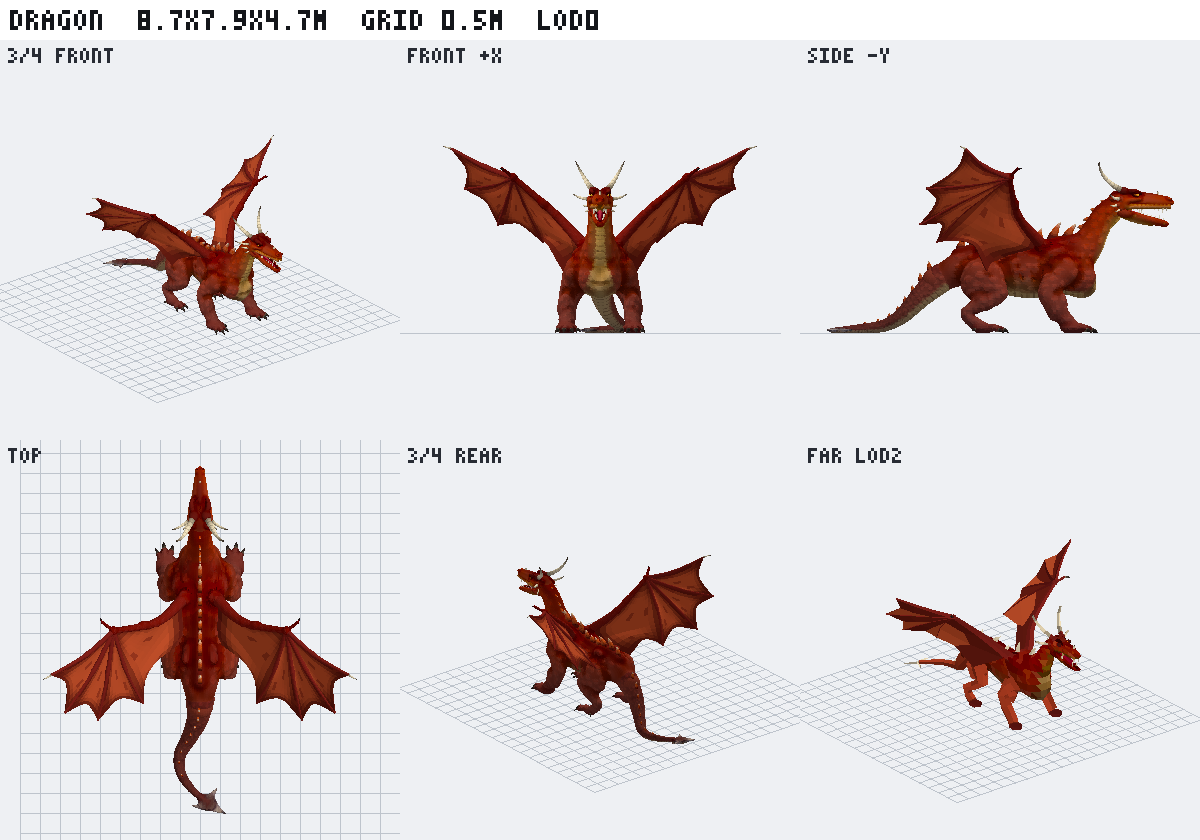 DRAGON 8.7X7.9X4.7M GRID 0.5M LOD0
3/4 FRONT
FRONT +X
SIDE -Y
TOP
3/4 REAR
FAR LOD2